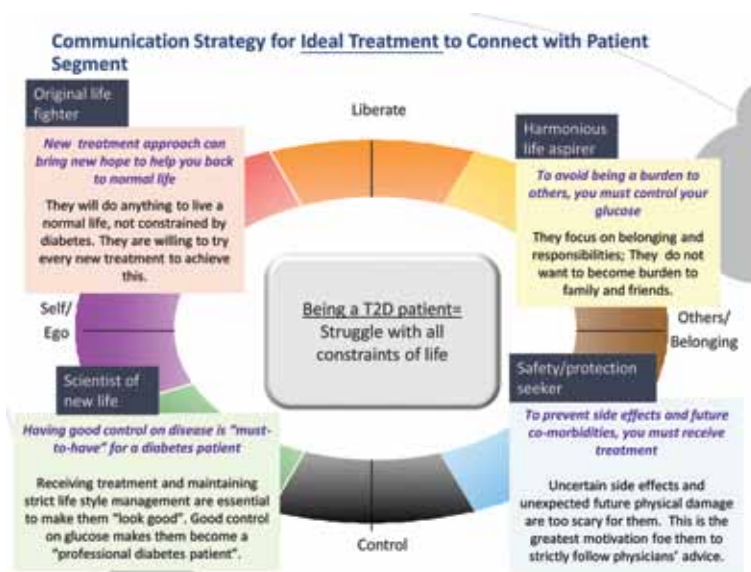 Communication Strategy for Ideal Treatment to Connect with Patient
Segment
Original life
fighter
New treatment approach can
bring new hope to help you back
to normal life
They will do anything to live a
normal life, not constrained by
diabetes. They are willing to try
every new treatment to achieve
this.
Liberate
Harmonious
life aspirer
To avoid being a burden to
others, you must control your
glucose
They focus on belonging and
responsibilities; They do not
want to become burden to
family and friends.
Self/
Ego
Being a T2D patient=
Struggle with all
constraints of life
Others/
Belonging
Scientist of
new life
Having good control on disease is "must-
to-have" for a diabetes patient
Receiving treatment and maintaining
strict life style management are essential
to make them "look good". Good control
on glucose makes them become a
"professional diabetes patient".
Safety/protection
seeker
To prevent side effects and future
co-morbidities, you must receive
treatment
Uncertain side effects and
unexpected future physical damage
are too scary for them. This is the
greatest motivation foe them to
strictly follow physicians' advice.
Control